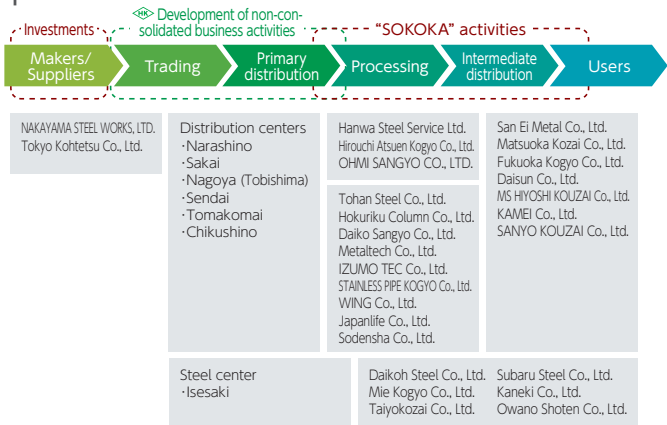 Investments
HK Development of non-con-
solidated business activities
“SOKOKA” activities
Makers/
Suppliers
Trading
Primary
distribution
Processing
Intermediate
distribution
Users
NAKAYAMA STEEL WORKS, LTD.
Tokyo Kohtetsu Co., Ltd.
Distribution centers
·Narashino
·Sakai
·Nagoya (Tobishima)
·Sendai
·Tomakomai
·Chikushino
Hanwa Steel Service Ltd.
Hirouchi Atsuen Kogyo Co., Ltd.
OHMI SANGYO CO., LTD.
Tohan Steel Co., Ltd.
Hokuriku Column Co., Ltd.
Daiko Sangyo Co., Ltd.
Metaltech Co., Ltd.
IZUMO TEC Co., Ltd.
STAINLESS PIPE KOGYO Co., Ltd.
WING Co., Ltd.
Japanlife Co., Ltd.
Sodensha Co., Ltd.
San Ei Metal Co., Ltd.
Matsuoka Kozai Co., Ltd.
Fukuoka Kogyo Co., Ltd.
Daisun Co., Ltd.
MS HIYOSHI KOUZAI Co., Ltd.
KAMEI Co., Ltd.
SANYO KOUZAI Co., Ltd.
Steel center
·Isesaki
Daikoh Steel Co., Ltd.
Mie Kogyo Co., Ltd.
Taiyokozai Co., Ltd.
Subaru Steel Co., Ltd.
Kaneki Co., Ltd.
Owano Shoten Co., Ltd.